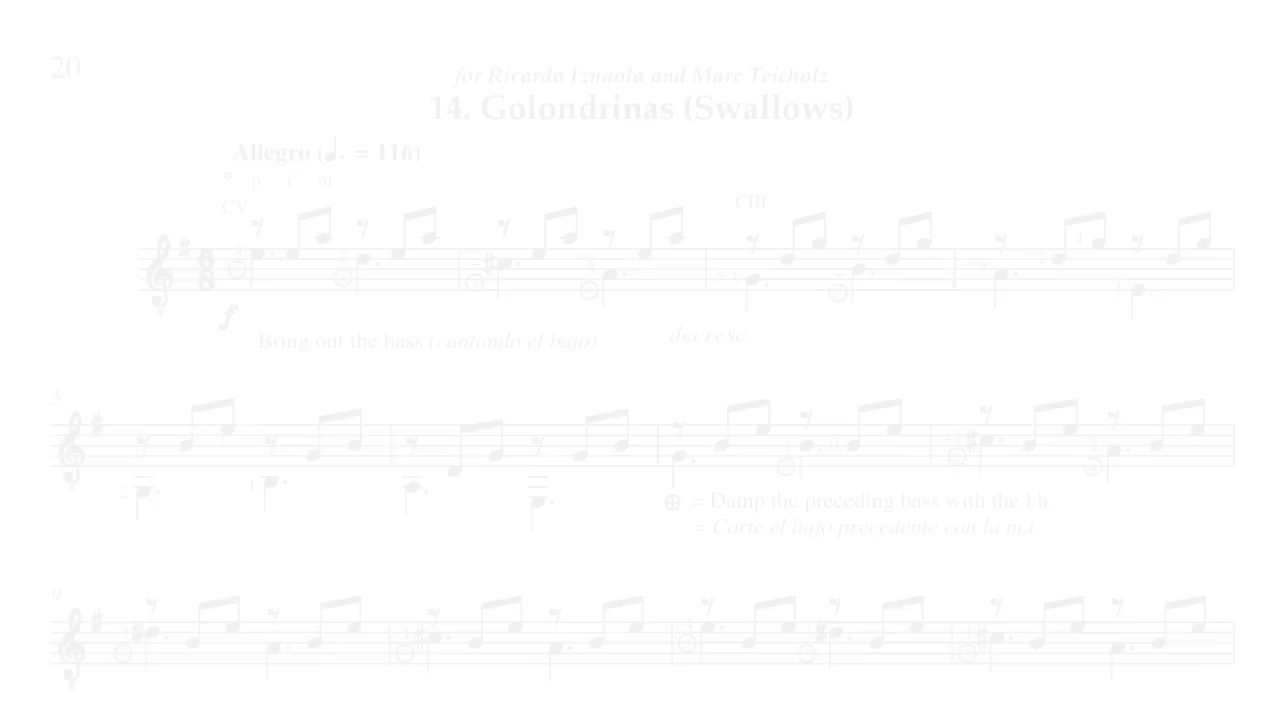 20
for Ricardo Iznaola and Marc Teicholz
14. Golondrinas (Swallows)
Allegro (♩. = 116)
* p i m
CV
CIII
f
Bring out the bass (cantando el bajo)
decresc.
5
⊕ = Damp the preceding bass with the l.h.
= Corte el bajo precedente con la m.i.
9